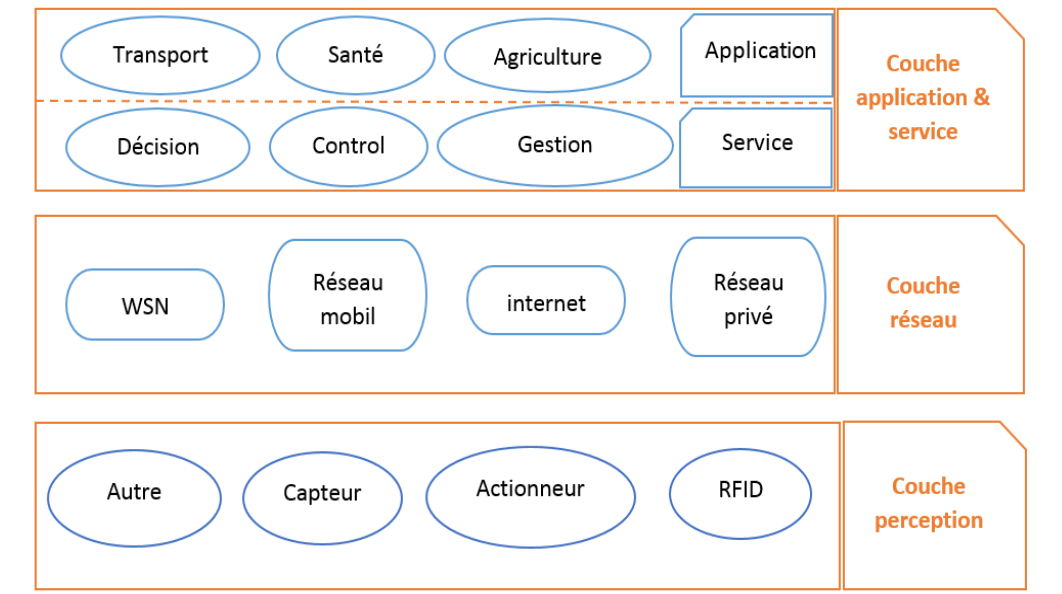 Transport
Santé
Agriculture
Application
Décision
Control
Gestion
Service
Couche
application &
service
WSN
Réseau
mobil
internet
Réseau
privé
Couche
réseau
Autre
Capteur
Actionneur
RFID
Couche
perception